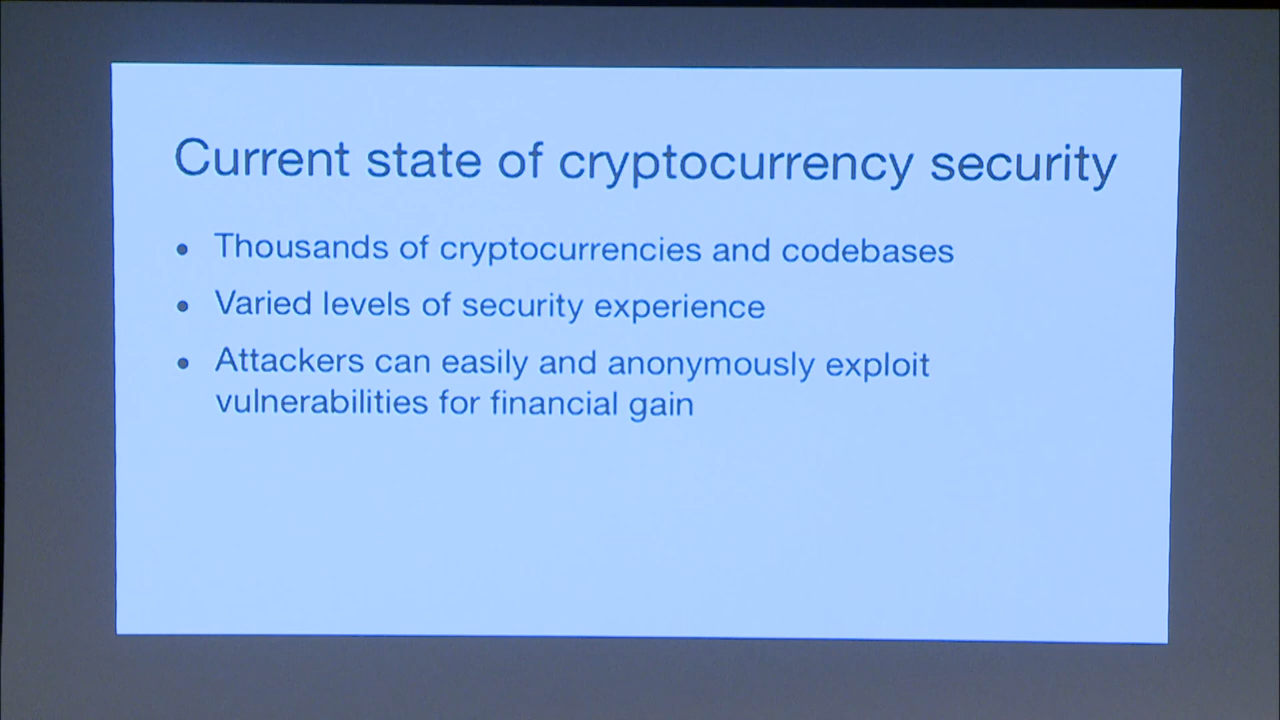 Current state of cryptocurrency security
• Thousands of cryptocurrencies and codebases
• Varied levels of security experience
• Attackers can easily and anonymously exploit
vulnerabilities for financial gain